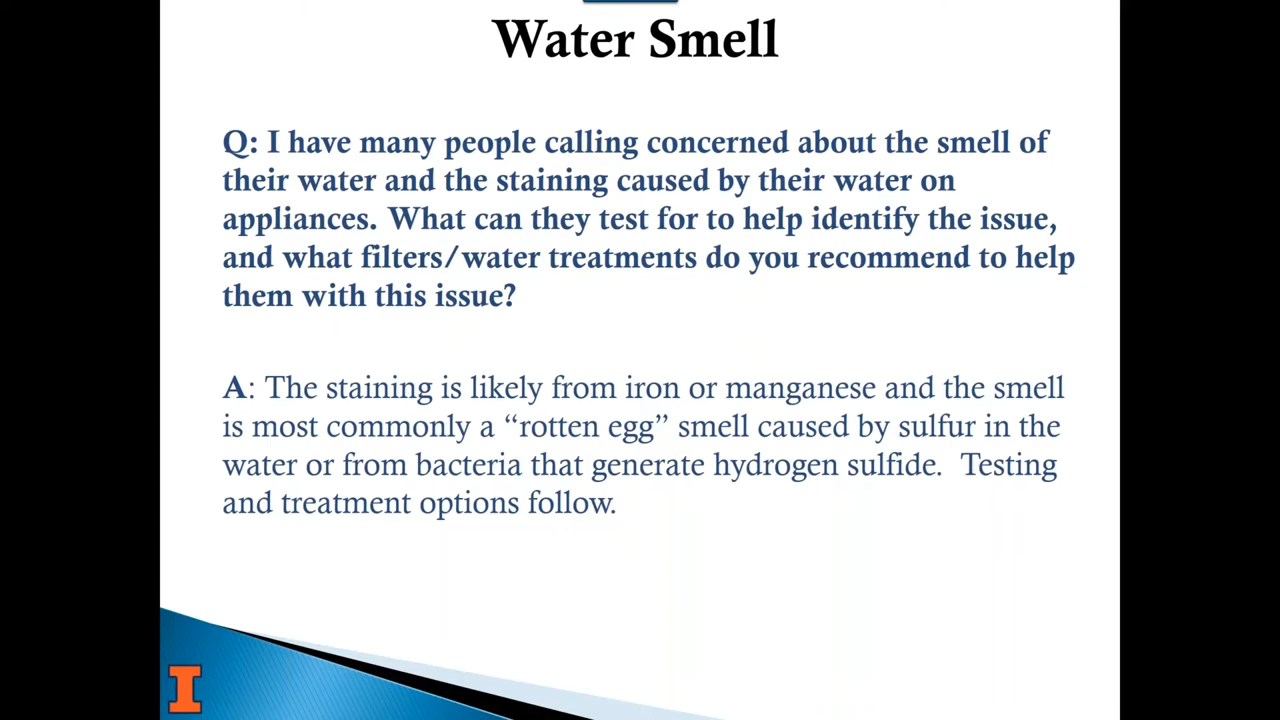 Water Smell
Q: I have many people calling concerned about the smell of
their water and the staining caused by their water on
appliances. What can they test for to help identify the issue,
and what filters/water treatments do you recommend to help
them with this issue?
A: The staining is likely from iron or manganese and the smell
is most commonly a “rotten egg” smell caused by sulfur in the
water or from bacteria that generate hydrogen sulfide. Testing
and treatment options follow.
I